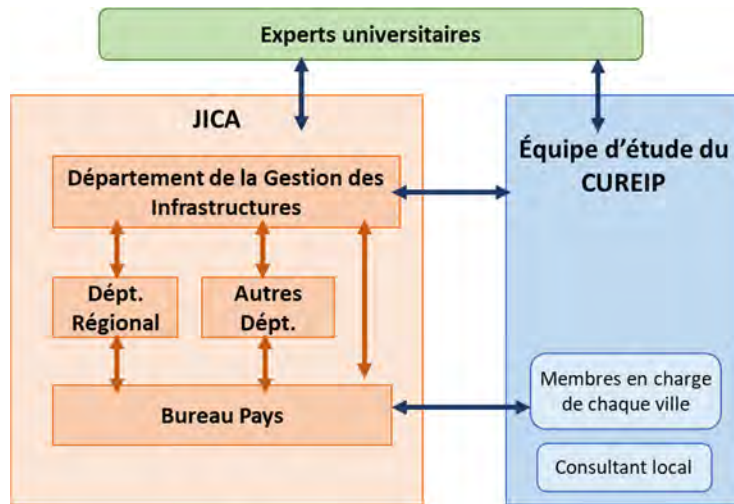 Experts universitaires
JICA
Département de la Gestion des
Infrastructures
Dépt.
Régional
Autres
Dépt.
Bureau Pays
Équipe d'étude du
CUREIP
Membres en charge
de chaque ville
Consultant local